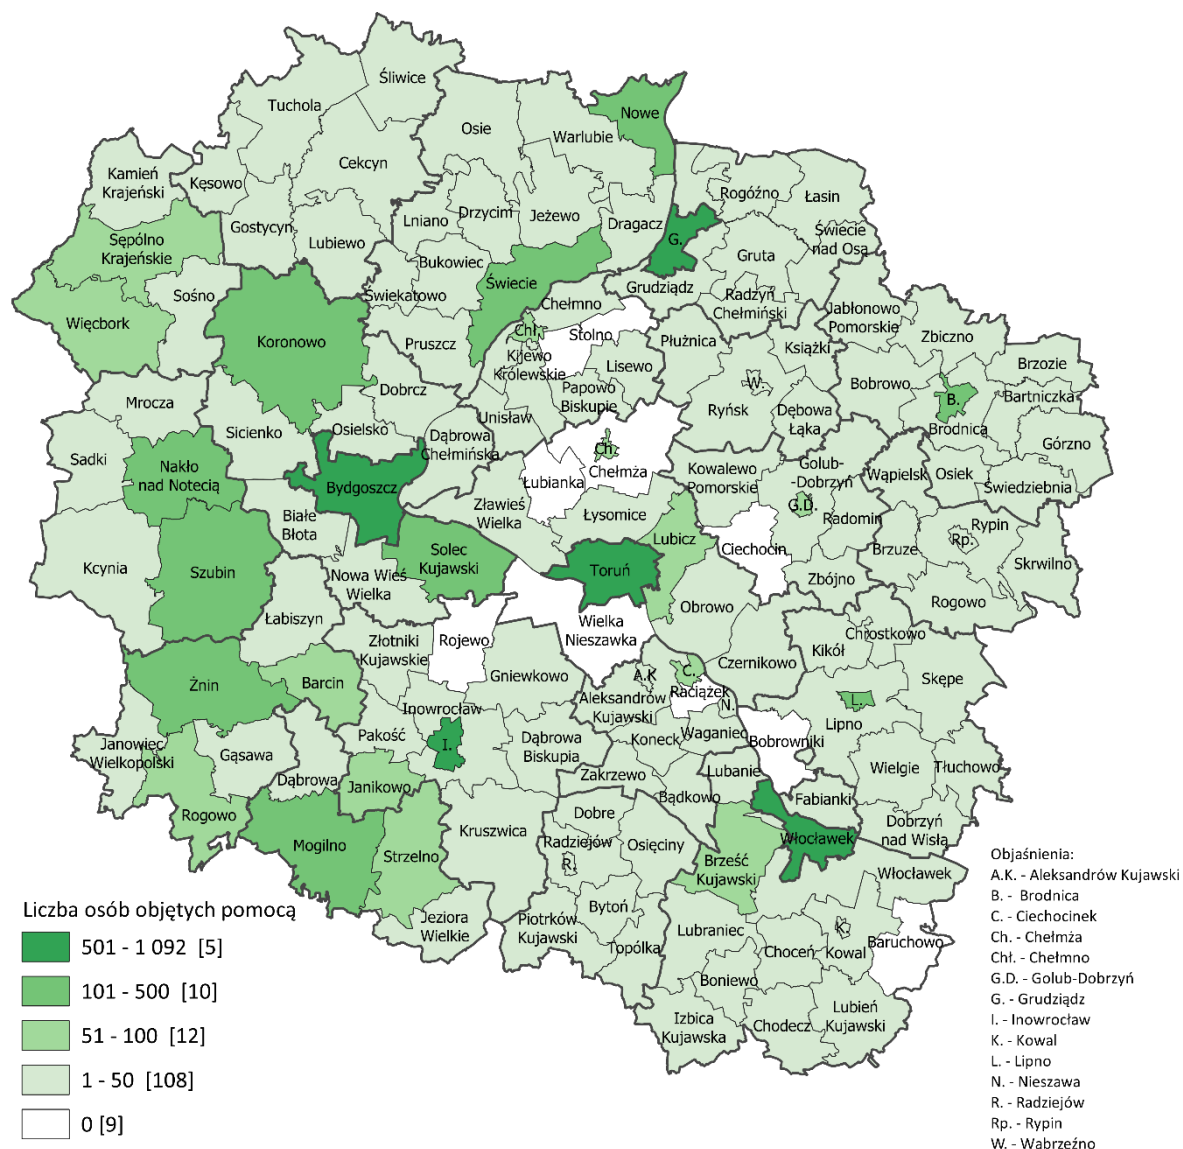 Śliwice
Tuchola
Nowe
Osie
Warlubie
Cekcyn
Kamień
Krajeński
Kęsowo
Rogóźno
Łasin
Drzycim
Jeżewo
Lniano
Dragacz
Gostycyn
Lubiewo
Świecie
nad Osą
G.
Sępólno
Krajeńskie
Bukowiec
Gruta
Świecie
Sośno
Świekatowo
Grudziądz
Radzyń
Chełmiński
Chełmno
Jabłonowo
Pomorskie
Więcbork
Chł.
Stolno
Zbiczno
Koronowo
Pruszcz
Płużnica
Książki
Kijewo
Królewskie
Lisewo
Brzozie
Dobrcz
Papowo
Biskupie
W.
Bobrowo
Bartniczka
Mrocza
B.
Ryńsk
Dębowa
Łąka
Unisław
Brodnica
Sicienko
Osielsko
Dąbrowa
Chełmińska
Górzno
Sadki
Ch.
Chełmża
Nakło
nad Notecią
Kowalewo
Pomorskie
Golub-
-Dobrzyń
Wąpielsk
Osiek
Łubianka
Bydgoszcz
Świedziebnia
Zławieś
Wielka
G.D.
Białe
Błota
Łysomice
Radomin
Rypin
Lubicz
Rp.
Solec
Kujawski
Ciechocin
Brzuze
Kcynia
Szubin
Toruń
Skrwilno
Nowa Wieś
Wielka
Zbójno
Obrowo
Rogowo
Łabiszyn
Wielka
Nieszawka
Złotniki
Kujawskie
Rojewo
Chrostkowo
Kikół
Czernikowo
Gniewkowo
A.K
C.
Skępe
Żnin
Barcin
Raciążek
Aleksandrów
Kujawski
N.
L.
Inowrocław
Lipno
Pakość
I.
Dąbrowa
Biskupia
Koneck
Waganiec
Bobrowniki
Janowiec
Wielkopolski
Gąsawa
Lubanie
Wielgie
Tłuchowo
Dąbrowa
Zakrzewo
Janikowo
Bądkowo
Fabianki
Rogowo
Dobre
Dobrzyń
nad Wisłą
Kruszwica
Mogilno
Strzelno
Radziejów
Osięciny
Włocławek
R.
Brześć
Kujawski
Włocławek
Bytoń
Jeziora
Wielkie
Piotrków
Kujawski
Lubraniec
K.
Topólka
Choceń
Kowal
Baruchowo
Boniewo
Izbica
Kujawska
Chodecz
Lubień
Kujawski
Liczba osób objętych pomocą
501 - 1 092 [5]
101 - 500 [10]
51 - 100 [12]
1 - 50 [108]
0 [9]
Objaśnienia:
A.K. - Aleksandrów Kujawski
B. - Brodnica
C. - Ciechocinek
Ch. - Chełmża
Chł. - Chełmno
G.D. - Golub-Dobrzyń
G. - Grudziądz
I. - Inowrocław
K. - Kowal
L. - Lipno
N. - Nieszawa
R. - Radziejów
Rp. - Rypin
W. - Wąbrzeźno